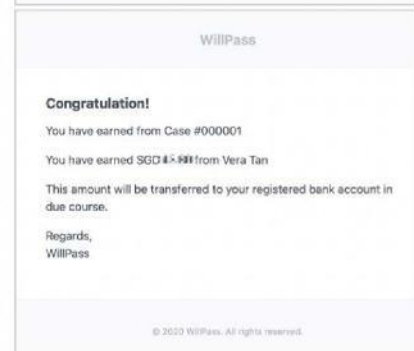 WillPass
Congratulation!
You have earned from Case #000001
You have earned SGD from Vera Tan
This amount will be transferred to your registered bank account in
due course.
Regards,
WillPass
© 2020 WillPass. All rights reserved.